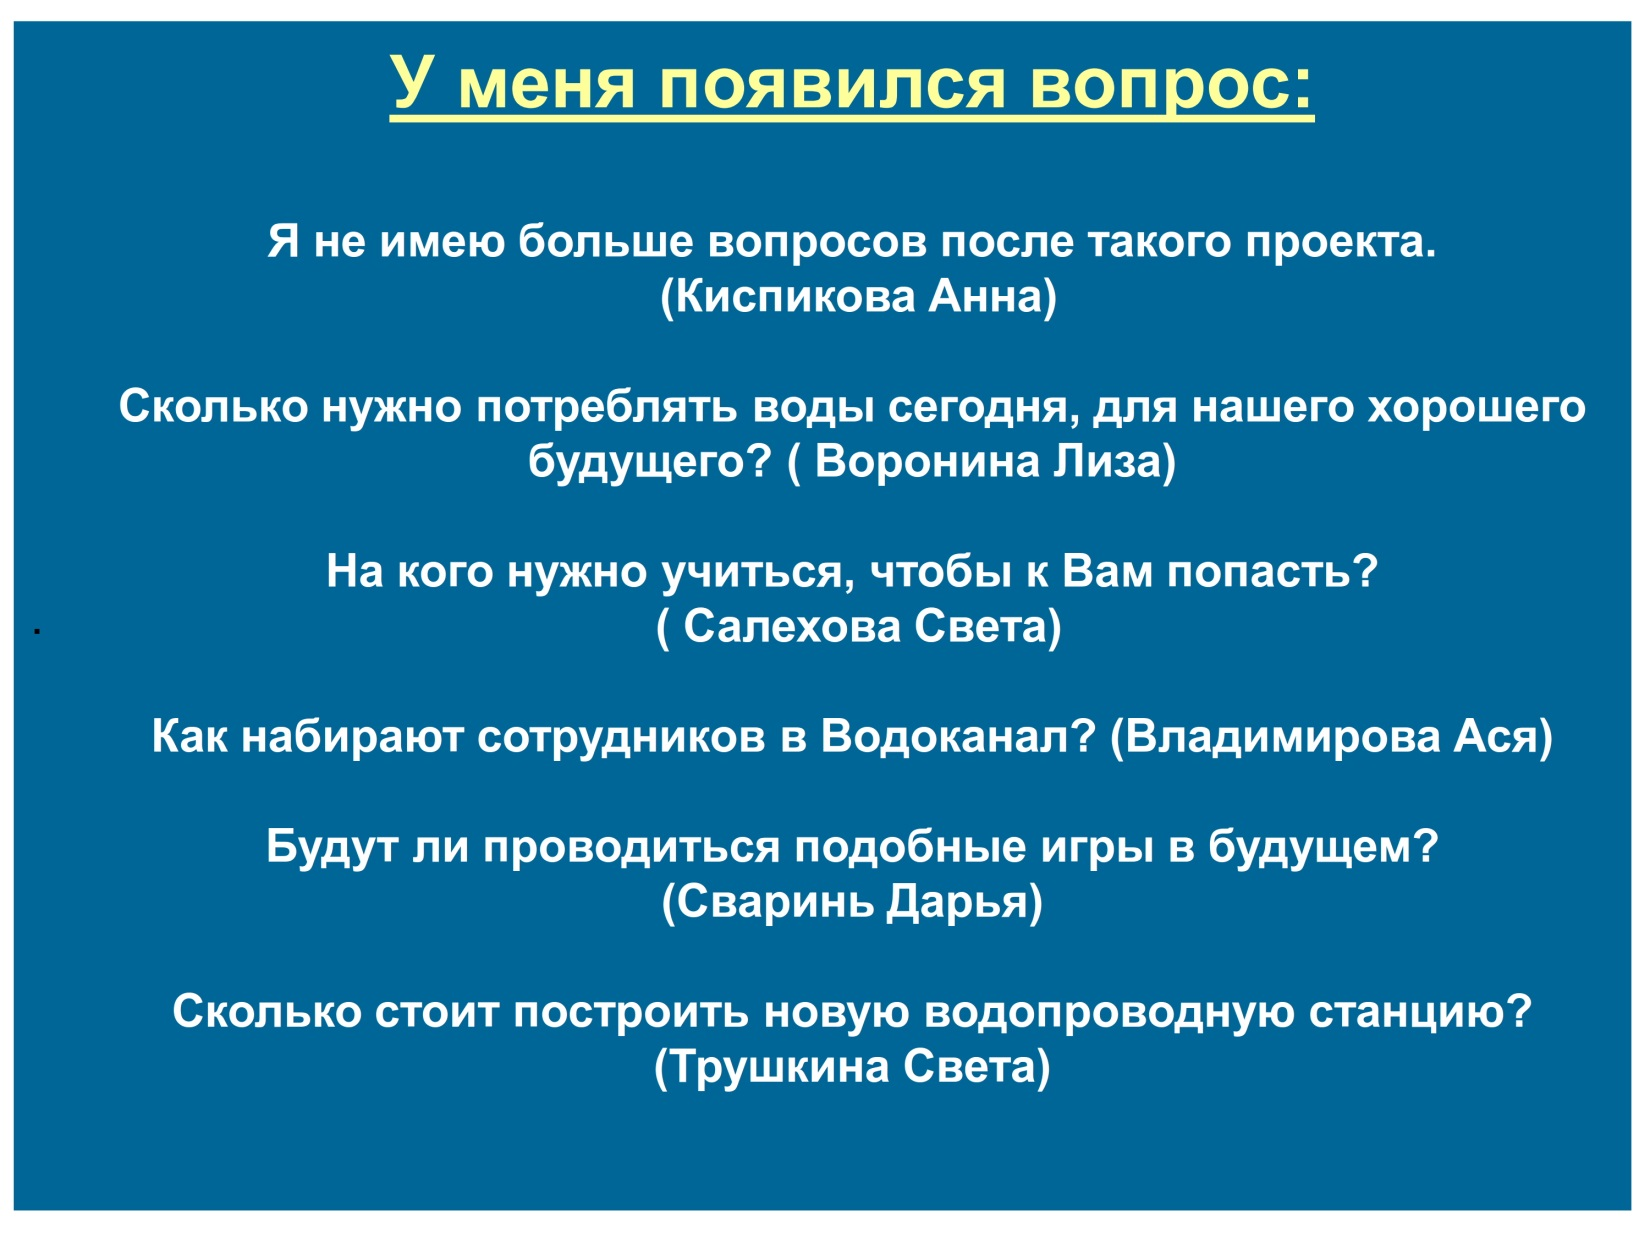 У меня появился вопрос:
Я не имею больше вопросов после такого проекта.
(Киспикова Анна)
Сколько нужно потреблять воды сегодня, для нашего хорошего
будущего? ( Воронина Лиза)
На кого нужно учиться, чтобы к Вам попасть?
( Салехова Света)
.
Как набирают сотрудников в Водоканал? (Владимирова Ася)
Будут ли проводиться подобные игры в будущем?
(Сваринь Дарья)
Сколько стоит построить новую водопроводную станцию?
(Трушкина Света)